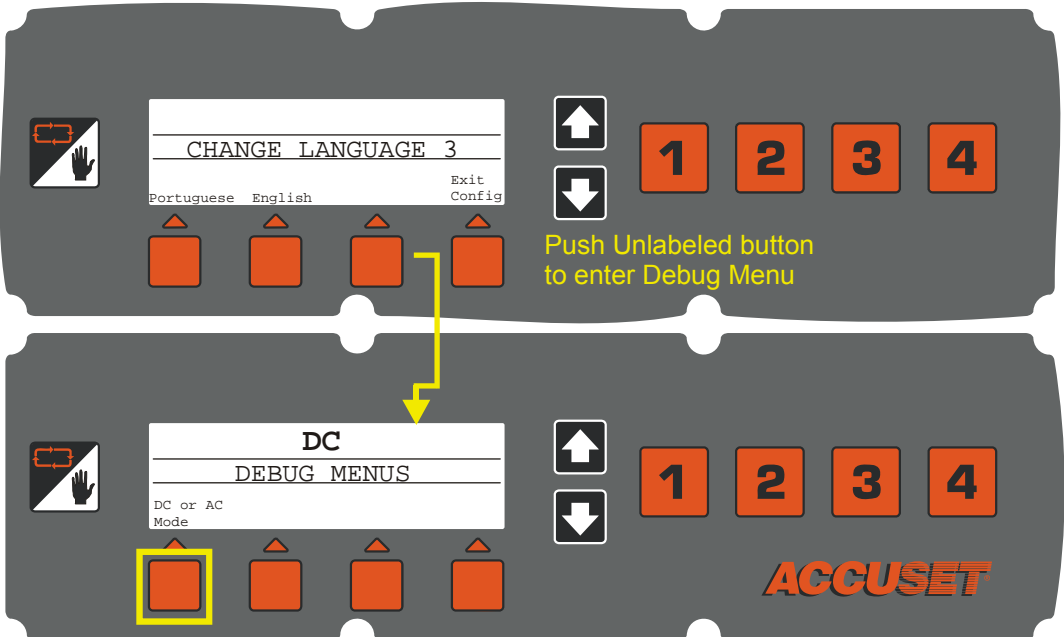 CHANGE LANGUAGE 3
Exit
Portuguese English Config
1 2 3 4
Push Unlabeled button
to enter Debug Menu
DC
DEBUG MENUS
DC or AC
Mode
1 2 3 4
ACCUSET